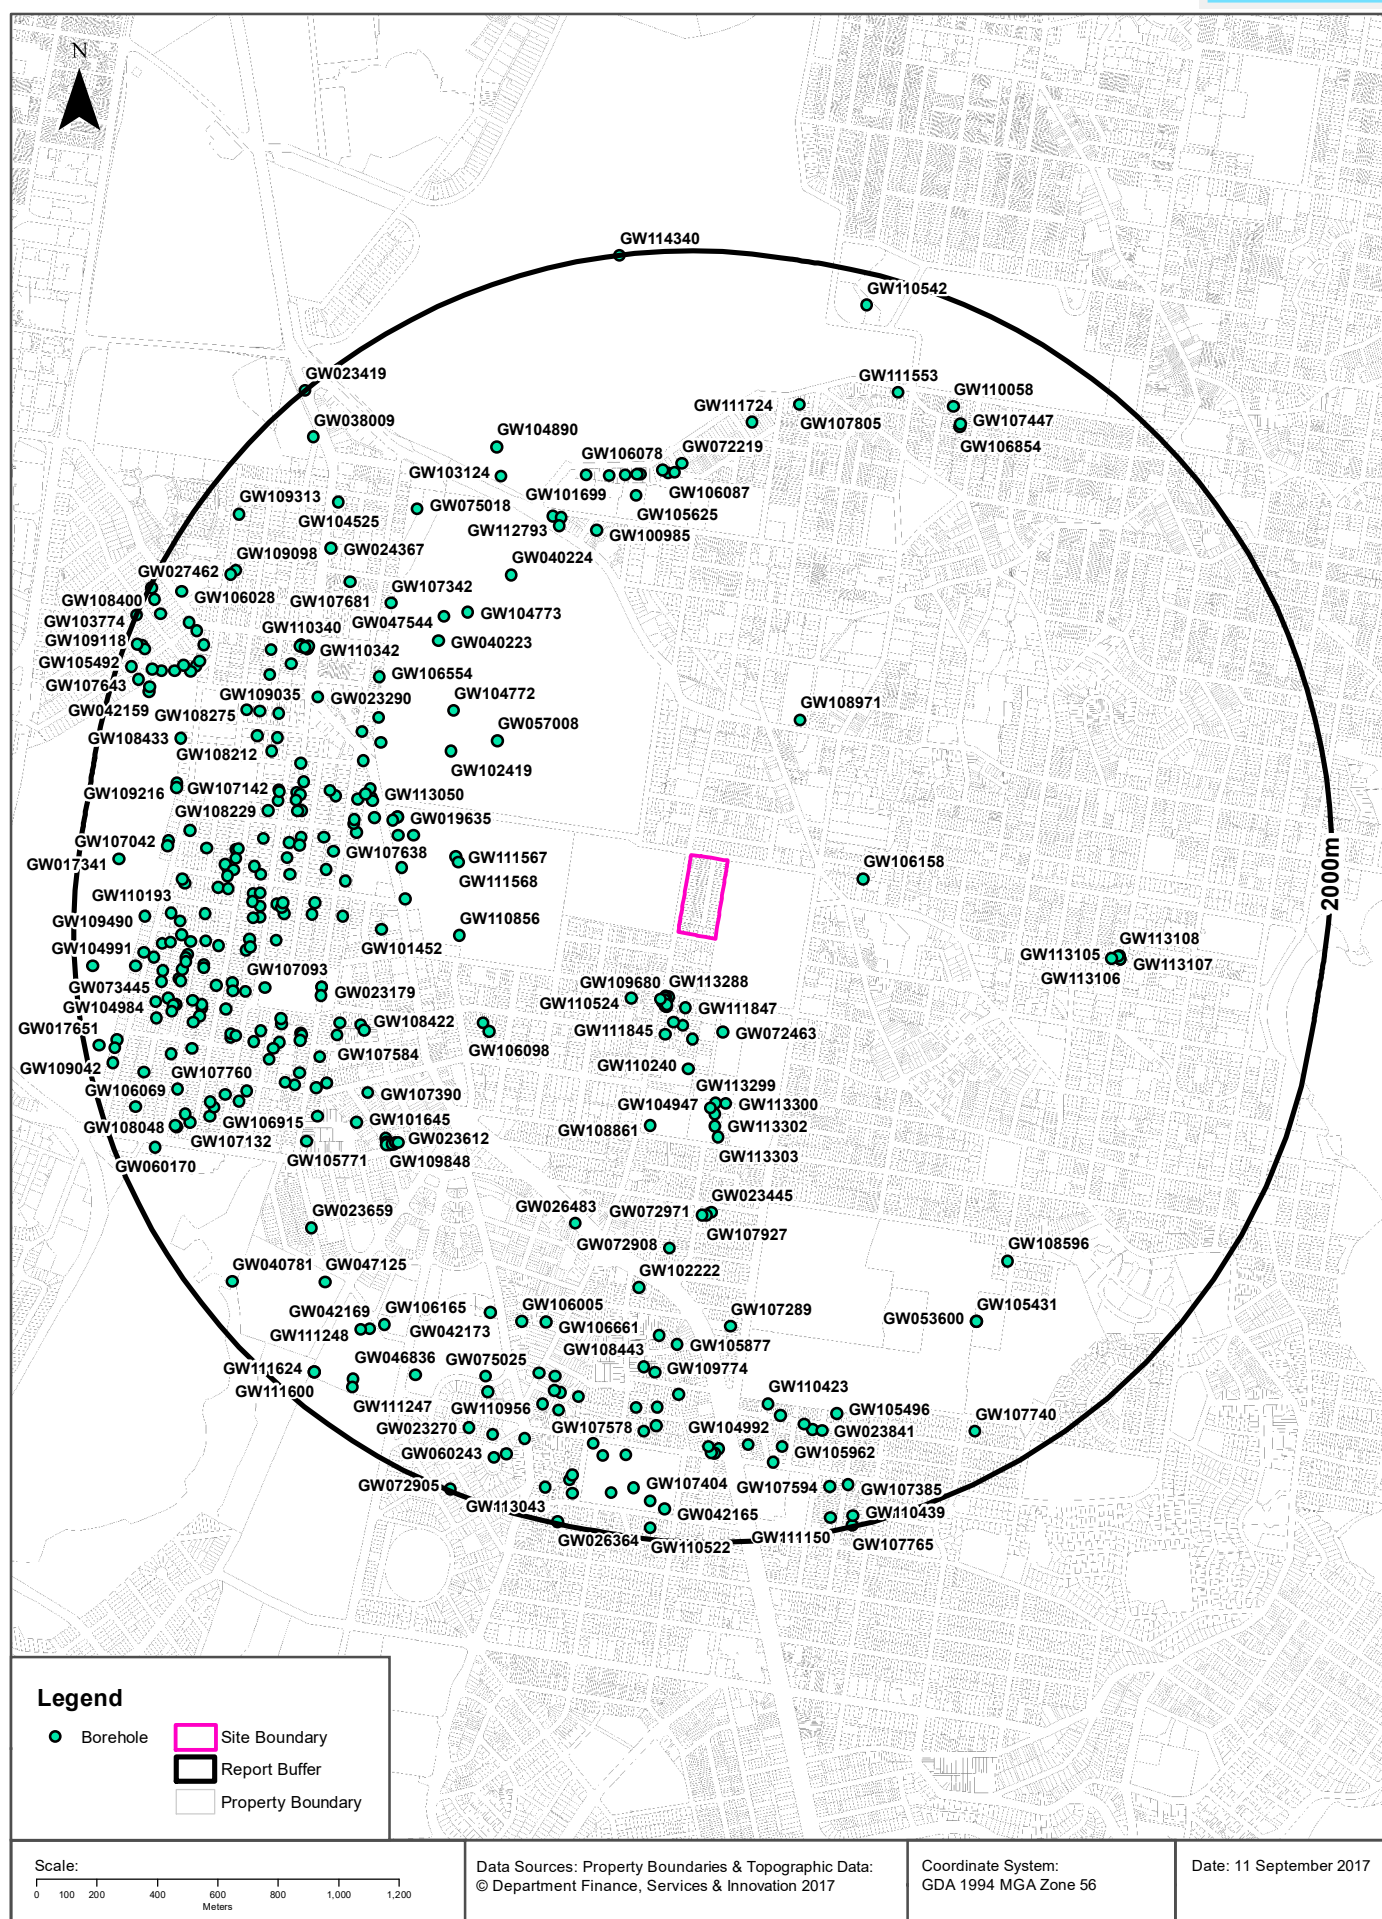 N
GW114340
GW110542
GW023419
GW111553
GW110058
GW038009
GW111724
GW107805
GW107447
GW104890
GW106078
GW072219
GW106854
GW103124
GW109313
GW101699
GW106087
GW104525
GW075018
GW105625
GW112793
GW100985
GW109098
GW024367
GW027462
GW040224
GW108400
GW106028
GW107681
GW107342
GW103774
GW047544
GW104773
GW109118
GW110340
GW040223
GW110342
GW105492
GW106554
GW107643
GW109035
GW023290
GW104772
GW042159
GW108275
GW108971
GW108433
GW057008
GW108212
GW102419
GW109216
GW107142
GW113050
GW108229
GW019635
GW107042
GW107638
GW111567
GW017341
GW106158
GW111568
2000m
GW110193
GW109490
GW110856
GW101452
GW104991
GW113108
GW113105
GW113107
GW107093
GW113106
GW073445
GW109680
GW113288
GW023179
GW104984
GW110524
GW111847
GW017651
GW108422
GW111845
GW072463
GW106098
GW107584
GW109042
GW110240
GW107760
GW106069
GW107390
GW113299
GW104947
GW113300
GW108048
GW106915
GW101645
GW108861
GW113302
GW107132
GW023612
GW113303
GW060170
GW105771
GW109848
GW023659
GW026483
GW072971
GW023445
GW107927
GW072908
GW108596
GW040781
GW047125
GW102222
GW042169
GW106165
GW106005
GW107289
GW053600
GW105431
GW111248
GW042173
GW106661
GW105877
GW108443
GW111624
GW046836
GW075025
GW109774
GW111600
GW111247
GW110956
GW110423
GW105496
GW023270
GW107578
GW104992
GW023841
GW107740
GW060243
GW105962
GW072905
GW107404
GW107594
GW107385
GW113043
GW042165
GW110439
GW026364
GW110522
GW111150
GW107765
Legend
Borehole
Site Boundary
Report Buffer
Property Boundary
Scale:
0 100 200 400 600 800 1,000 1,200
Meters
Data Sources: Property Boundaries & Topographic Data:
© Department Finance, Services & Innovation 2017
Coordinate System:
GDA 1994 MGA Zone 56
Date: 11 September 2017